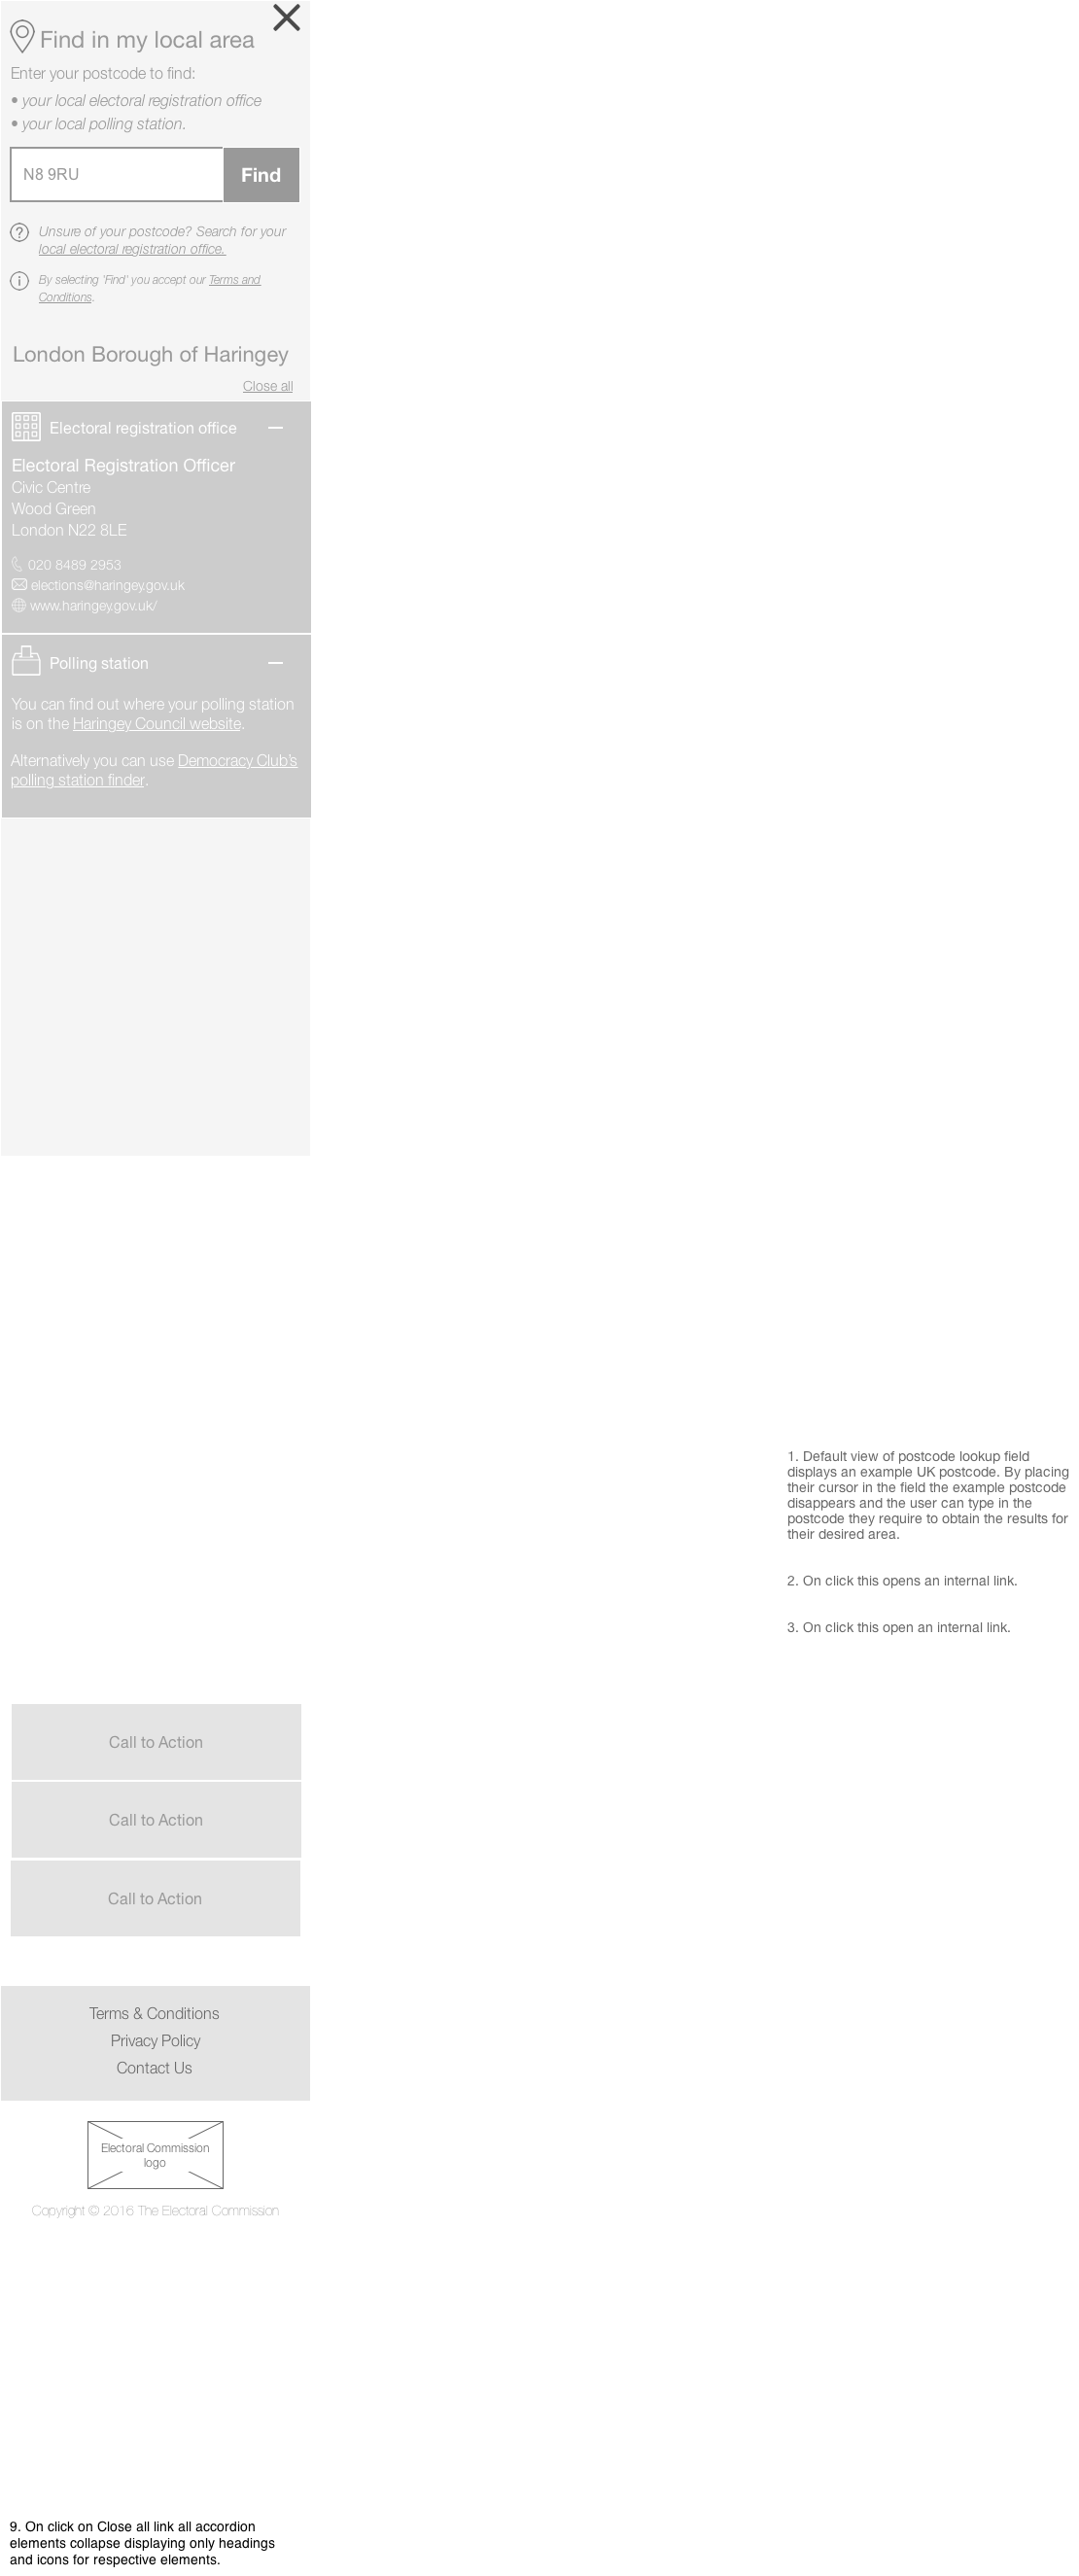 Find in my local area
Enter your postcode to find:
• your local electoral registration office
• your local polling station.
N8 9RU
Find
Unsure of your postcode? Search for your
local electoral registration office.
By selecting 'Find' you accept our Terms and
Conditions.
London Borough of Haringey
Close all
Electoral registration office
Electoral Registration Officer
Civic Centre
Wood Green
London N22 8LE
020 8489 2953
elections@haringey.gov.uk
www.haringey.gov.uk/
Polling station
You can find out where your polling station
is on the Haringey Council website.
Alternatively you can use Democracy Club's
polling station finder.
1. Default view of postcode lookup field
displays an example UK postcode. By placing
their cursor in the field the example postcode
disappears and the user can type in the
postcode they require to obtain the results for
their desired area.
2. On click this opens an internal link.
3. On click this open an internal link.
Call to Action
Call to Action
Call to Action
Terms & Conditions
Privacy Policy
Contact Us
Electoral Commission
logo
Copyright © 2016 The Electoral Commission
9. On click on Close all link all accordion
elements collapse displaying only headings
and icons for respective elements.